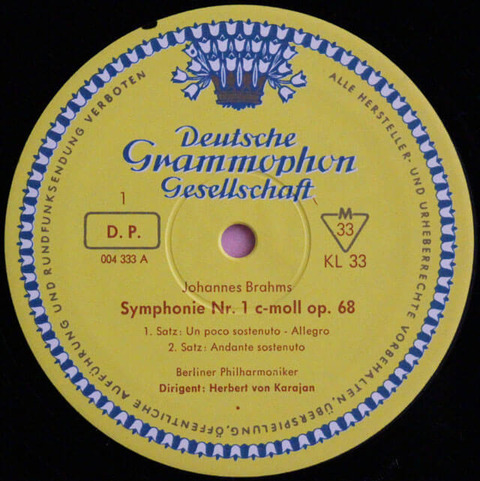 ALLE HERSTELLER- UND URHEBERRECHTE VORBEHALTEN, ÜBERSPIELUNG, ÖFFENTLICHE AUFFÜHRUNG UND RUNDFUNKSENDUNG VERBOTEN
Deutsche
Grammophon
Gesellschaft
1
D. P.
004 333 A
M
33
KL 33
Johannes Brahms
Symphonie Nr. 1 c-moll op. 68
1. Satz: Un poco sostenuto - Allegro
2. Satz: Andante sostenuto
Berliner Philharmoniker
Dirigent: Herbert von Karajan